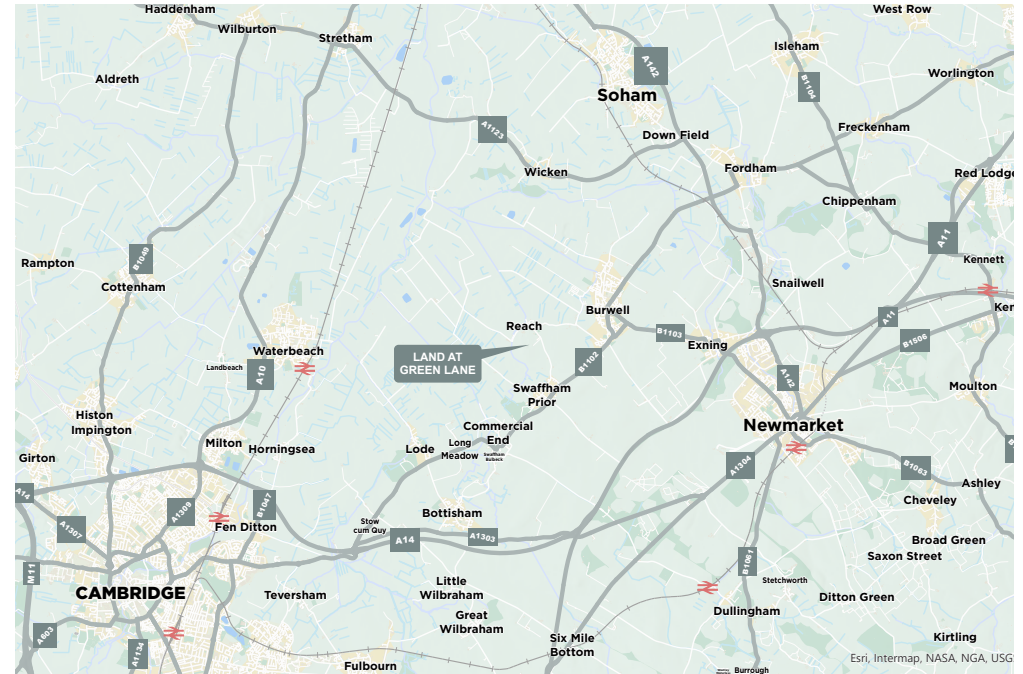 Haddenham
Wilburton
Stretham
West Row
Isleham
Aldreth
A142
Worlington
B1104
Soham
A1123
Down Field
Freckenham
Wicken
Fordham
Red Lodge
Chippenham
A11
B1049
Rampton
Kennett
Cottenham
Snailwell
Burwell
A11
Reach
B1103
Exning
B1506
Waterbeach
LAND AT
GREEN LANE
Landbeach
A10
B1102
A142
Swaffham
Prior
Moulton
Histon
Impington
Commercial
End
Newmarket
Milton
Horningsea
Lode
Long
Meadow
Swaffham
Bulbeck
Girton
A1304
B1063
Ashley
A14
Cheveley
B1047
A1309
Bottisham
Fen Ditton
Stow
cum Quy
A1307
A14
A1303
Broad Green
Saxon Street
M11
B1061
Stetchworth
CAMBRIDGE
Teversham
Little
Wilbraham
Ditton Green
Great
Wilbraham
Dullingham
A603
A1134
Six Mile
Bottom
Kirtling
Fulbourn
Burrough
Esri, Intermap, NASA, NGA, USGS